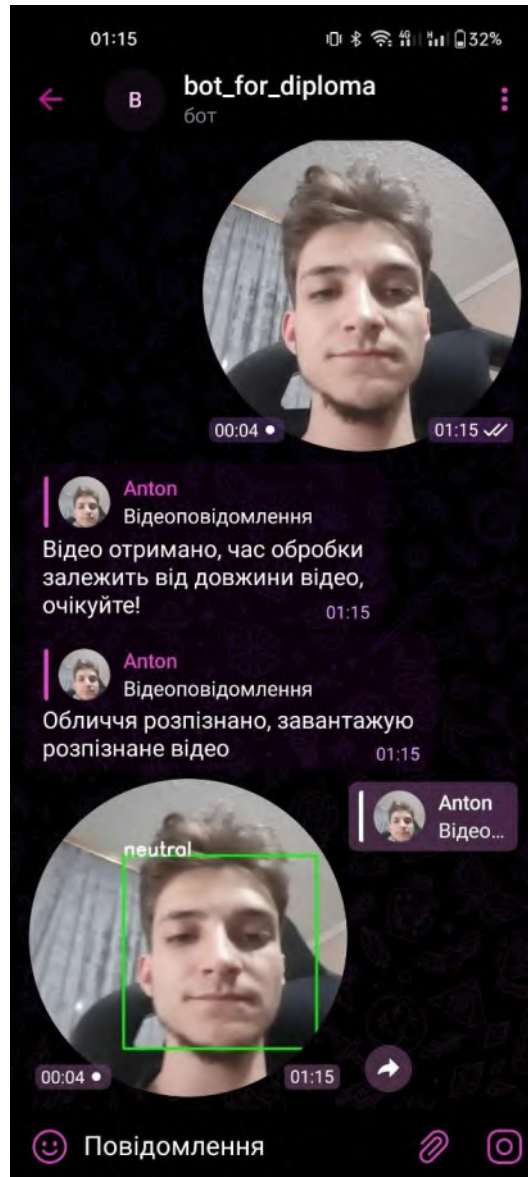 01:15
4G
32%
B
bot_for_diploma
бот
00:04
01:15
Anton
Відеоповідомлення
Відео отримано, час обробки
залежить від довжини відео,
очікуйте!
01:15
Anton
Відеоповідомлення
Обличчя розпізнано, завантажую
розпізнане відео
01:15
Anton
Відео...
neutral
00:04
01:15
Повідомлення